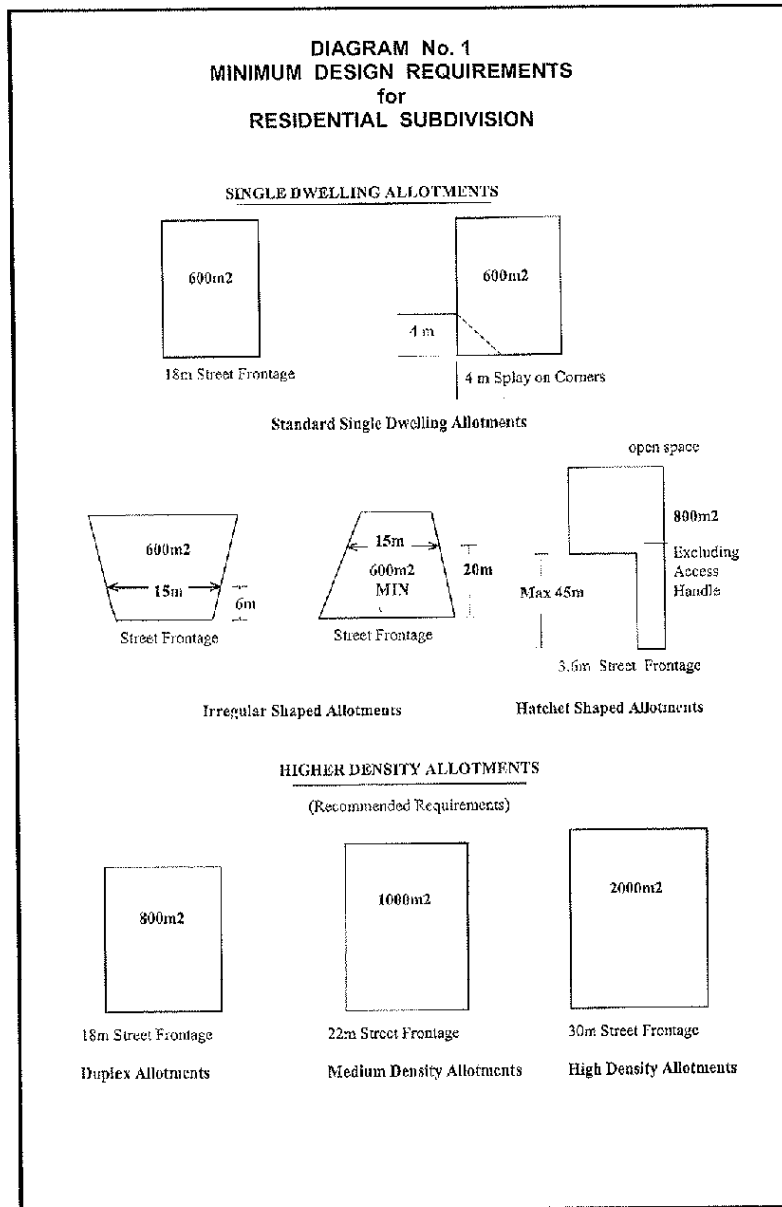 DIAGRAM No. 1
MINIMUM DESIGN REQUIREMENTS
for
RESIDENTIAL SUBDIVISION
SINGLE DWELLING ALLOTMENTS
600m2
18m Street Frontage
600m2
4 m
4 m Splay on Corners
Standard Single Dwelling Allotments
600m2
15m
6m
Street Frontage
15m
600m2
MIN
20m
Street Frontage
open space
800m2
Excluding
Access
Handle
Max 45m
3.6m Street Frontage
Irregular Shaped Allotments
Hatchet Shaped Allotments
HIGHER DENSITY ALLOTMENTS
(Recommended Requirements)
800m2
18m Street Frontage
Duplex Allotments
1000m2
22m Street Frontage
Medium Density Allotments
2000m2
30m Street Frontage
High Density Allotments